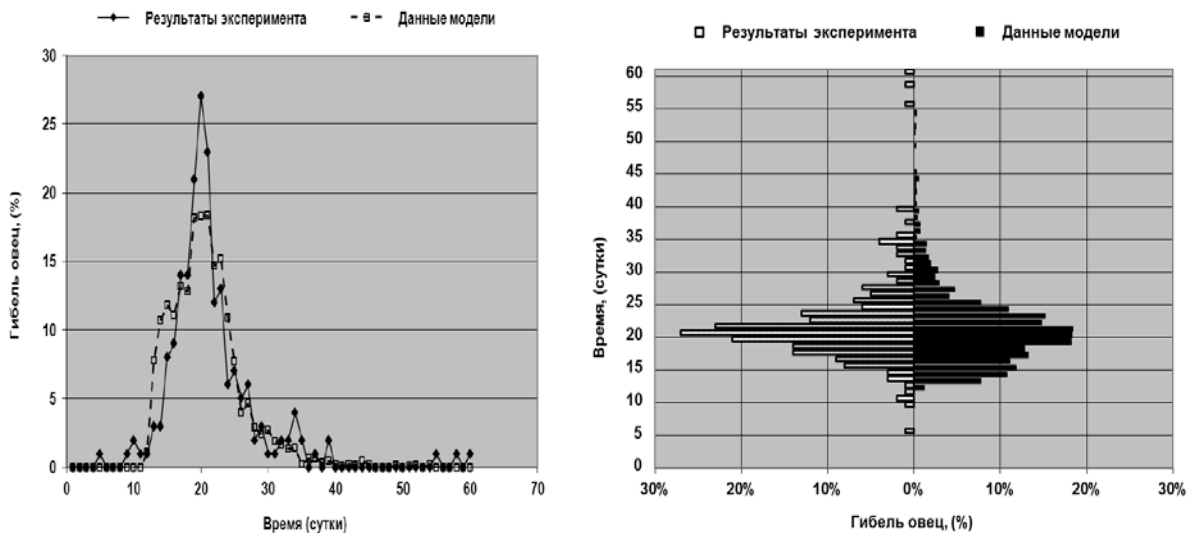 Результаты эксперимента Данные модели
30
25
20
15
10
5
0
0 10 20 30 40 50 60 70
Гибель овец, (%)
Время (сутки)
Результаты эксперимента Данные модели
60
55
50
45
40
35
30
25
20
15
10
5
0
30% 20% 10% 0% 10% 20% 30%
Время, (сутки)
Гибель овец, (%)